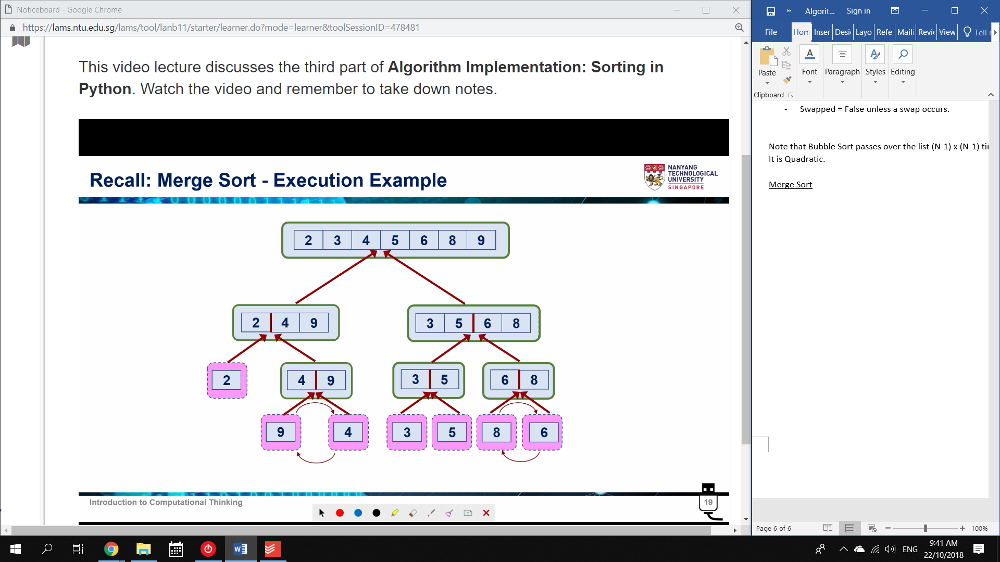 Noticeboard - Google Chrome
https://lams.ntu.edu.sg/lams/tool/lanb11/starter/learner.do?mode=learner&toolSessionID=478481
This video lecture discusses the third part of Algorithm Implementation: Sorting in
Python. Watch the video and remember to take down notes.
Recall: Merge Sort - Execution Example
NANYANG
TECHNOLOGICAL
UNIVERSITY
SINGAPORE
2 3 4 5 6 8 9
2 4 9 3 5 6 8
2 4 9 3 5 6 8
9 4 3 5 8 6
Introduction to Computational Thinking
19
Algorit... Sign in
File Hom Inser Desi Layo Refe Maili Revi View Tell
Paste Font Paragraph Styles Editing
Clipboard
- Swapped = False unless a swap occurs.
Note that Bubble Sort passes over the list (N-1) x (N-1) tin
It is Quadratic.
Merge Sort
Page 6 of 6 100%
ENG
9:41 AM
22/10/2018